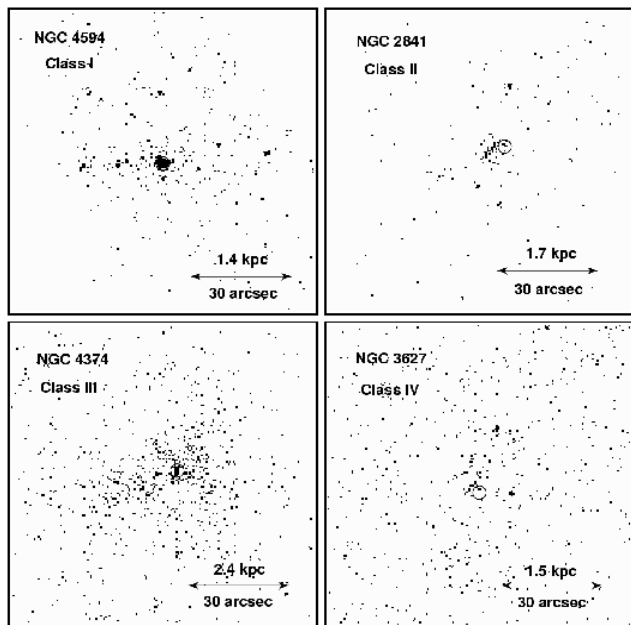 NGC 4594
Class I
1.4 kpc
30 arcsec
NGC 2841
Class II
1.7 kpc
30 arcsec
NGC 4374
Class III
2.4 kpc
30 arcsec
NGC 3627
Class IV
1.5 kpc
30 arcsec